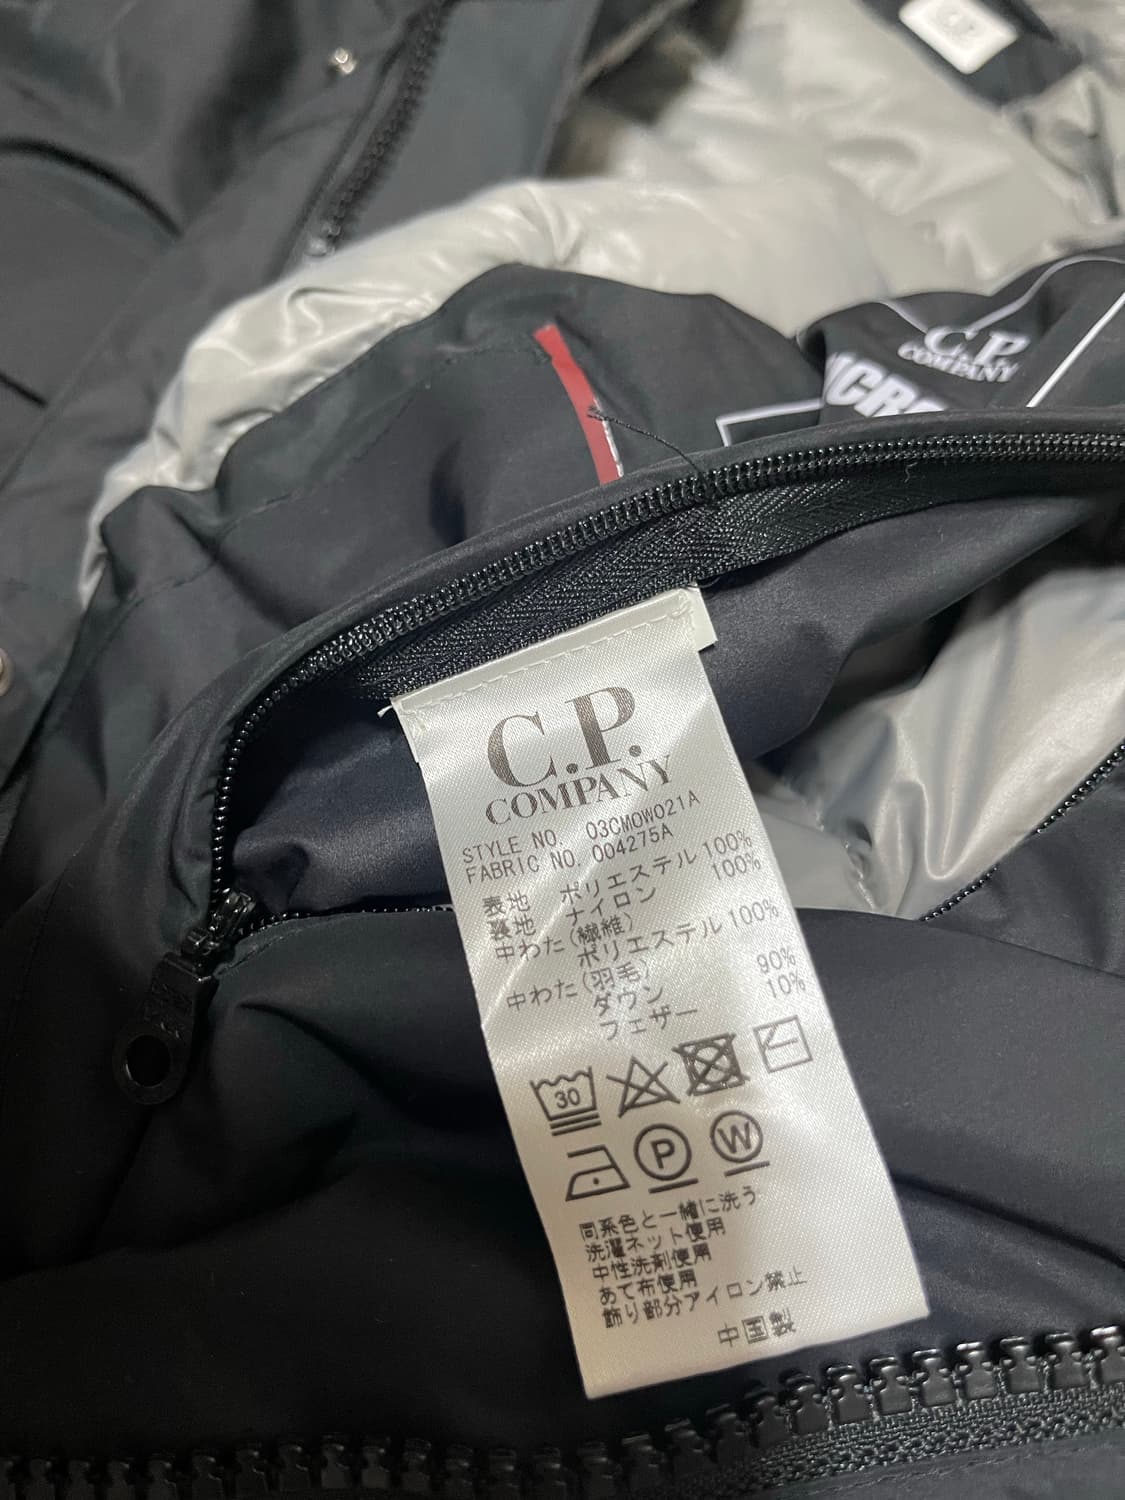 C.P.
COMPANY
ICR
C.P.
COMPANY
STYLE NO. 03CMOW021A
FABRIC NO. 004275A
表地 ポリエステル 100%
裏地 ナイロン 100%
中わた(繊維)
ポリエステル 100%
中わた(羽毛)
ダウン 90%
フェザー 10%
30
P W
同系色と一緒に洗う
洗濯ネット使用
中性洗剤使用
あて布使用
飾り部分アイロン禁止
中国製